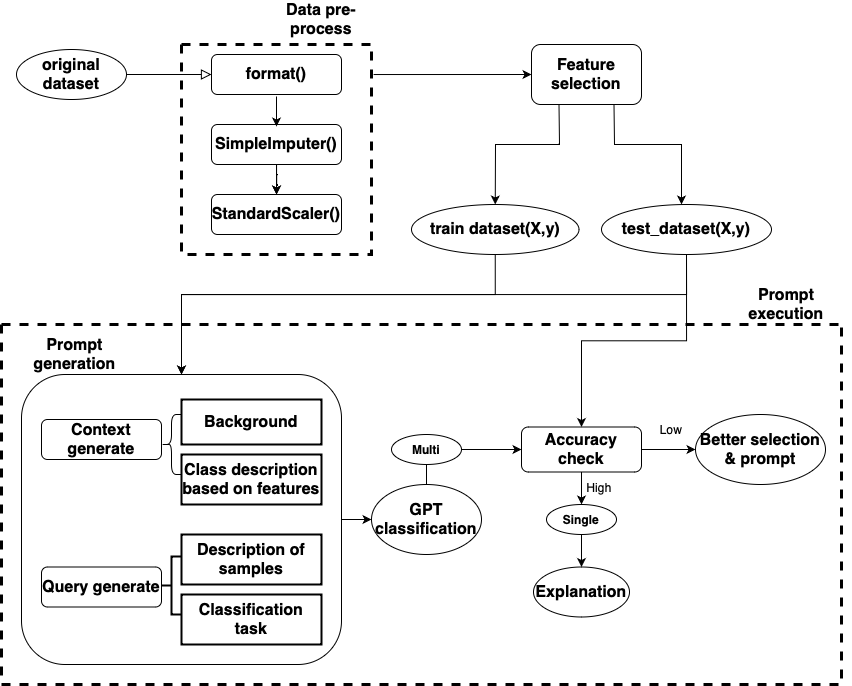 Data pre-
process
original
dataset
format()
SimpleImputer()
StandardScaler()
Feature
selection
train dataset(X,y)
test_dataset(X,y)
Prompt
execution
Prompt
generation
Context
generate
Background
Class description
based on features
Query generate
Description of
samples
Classification
task
Multi
GPT
classification
Accuracy
check
Low
Better selection
& prompt
High
Single
Explanation